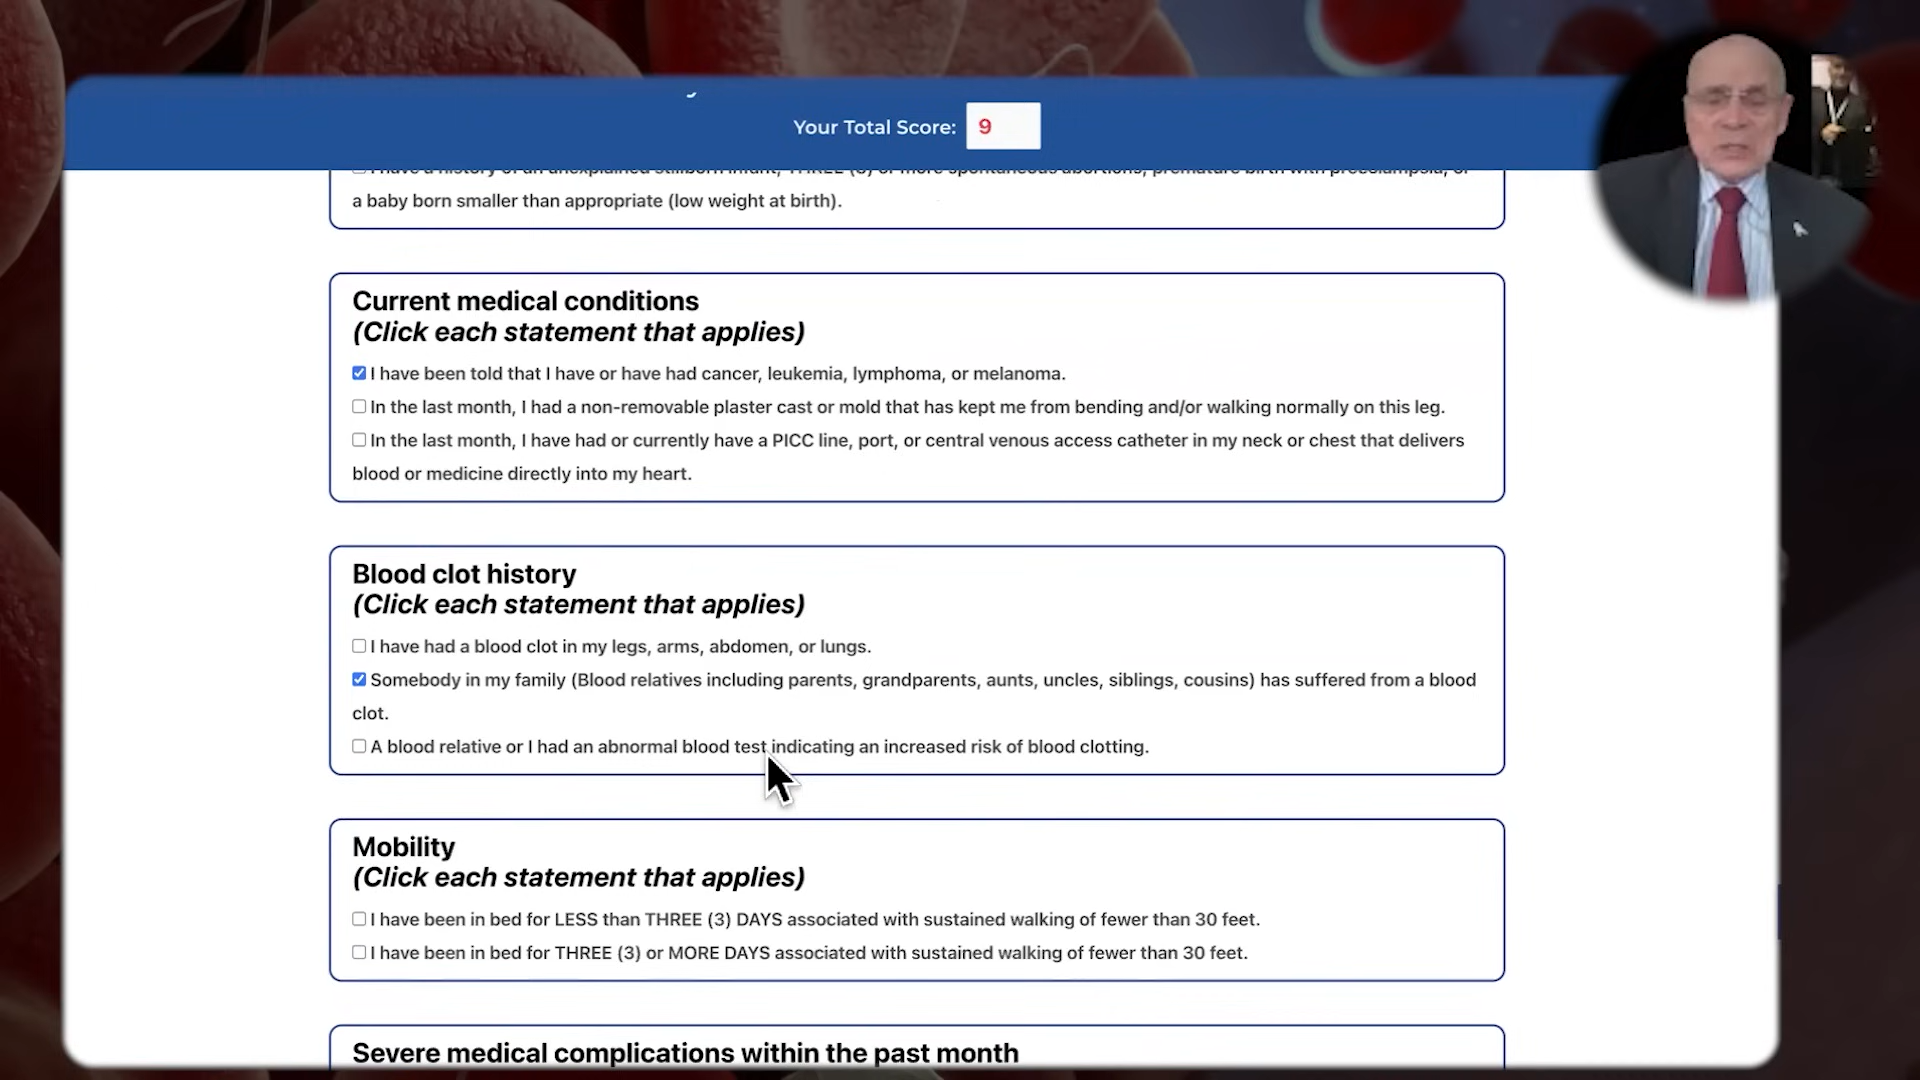 Your Total Score: 9
a baby born smaller than appropriate (low weight at birth).
Current medical conditions
(Click each statement that applies)
I have been told that I have or have had cancer, leukemia, lymphoma, or melanoma.
In the last month, I had a non-removable plaster cast or mold that has kept me from bending and/or walking normally on this leg.
In the last month, I have had or currently have a PICC line, port, or central venous access catheter in my neck or chest that delivers
blood or medicine directly into my heart.
Blood clot history
(Click each statement that applies)
I have had a blood clot in my legs, arms, abdomen, or lungs.
Somebody in my family (Blood relatives including parents, grandparents, aunts, uncles, siblings, cousins) has suffered from a blood
clot.
A blood relative or I had an abnormal blood test indicating an increased risk of blood clotting.
Mobility
(Click each statement that applies)
I have been in bed for LESS than THREE (3) DAYS associated with sustained walking of fewer than 30 feet.
I have been in bed for THREE (3) or MORE DAYS associated with sustained walking of fewer than 30 feet.
Severe medical complications within the past month